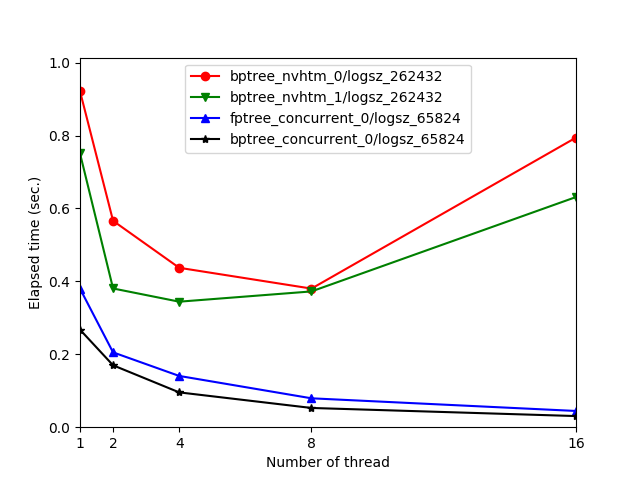 1.0
0.8
0.6
0.4
0.2
0.0
Elapsed time (sec.)
bptree_nvhtm_0/logsz_262432
bptree_nvhtm_1/logsz_262432
fptree_concurrent_0/logsz_65824
bptree_concurrent_0/logsz_65824
1 2 4 8 16
Number of thread